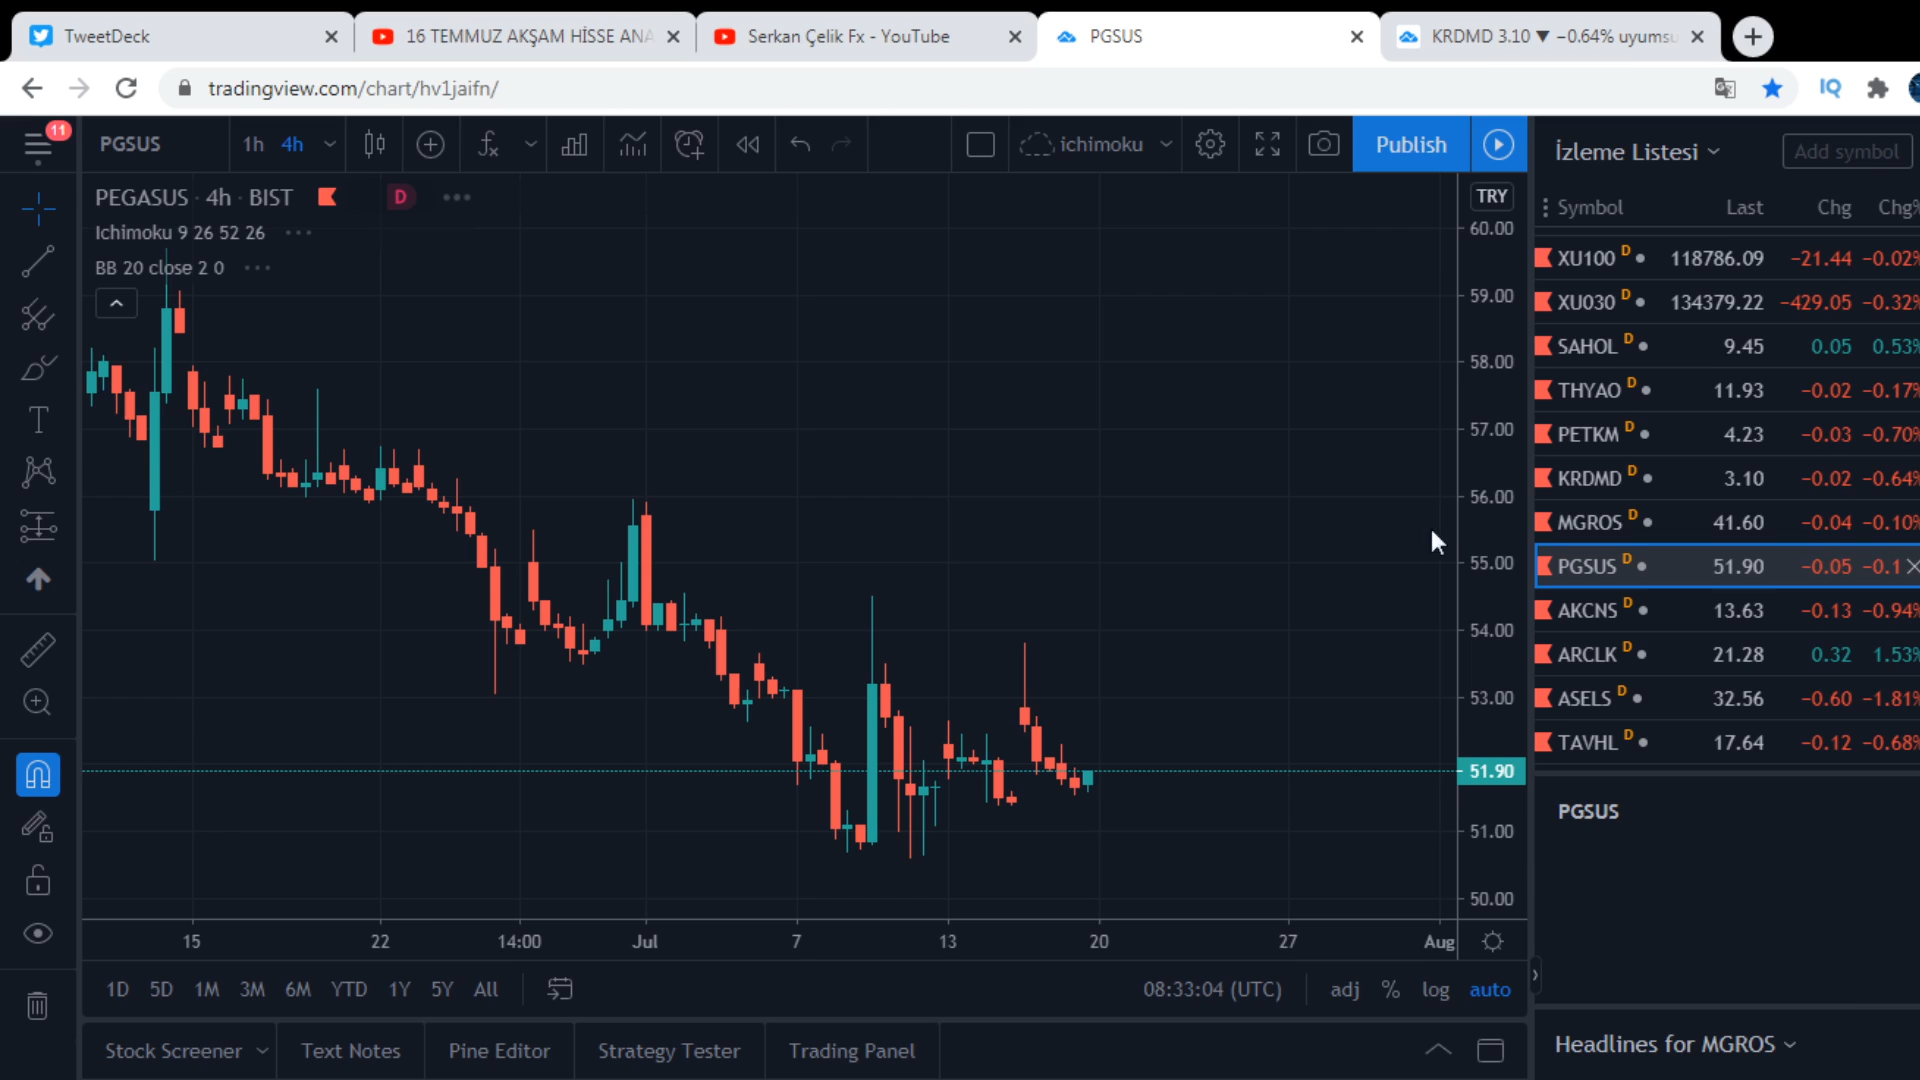 TweetDeck
16 TEMMUZ AKŞAM HİSSE ANA
Serkan Çelik Fx - YouTube
PGSUS
KRDMD 3.10 ▼ −0.64% uyumsu
tradingview.com/chart/hv1jaifn/
IQ
11
PGSUS
1h 4h
ichimoku
Publish
İzleme Listesi
Add symbol
PEGASUS · 4h · BIST
D
TRY
Symbol Last Chg Chg%
Ichimoku 9 26 52 26
BB 20 close 2 0
60.00
59.00
58.00
57.00
56.00
55.00
54.00
53.00
51.90
51.00
50.00
XU100 D 118786.09 −21.44 −0.02%
XU030 D 134379.22 −429.05 −0.32%
SAHOL D 9.45 0.05 0.53%
THYAO D 11.93 −0.02 −0.17%
PETKM D 4.23 −0.03 −0.70%
KRDMD D 3.10 −0.02 −0.64%
MGROS D 41.60 −0.04 −0.10%
PGSUS D 51.90 −0.05 −0.1
AKCNS D 13.63 −0.13 −0.94%
ARCLK D 21.28 0.32 1.53%
ASELS D 32.56 −0.60 −1.81%
TAVHL D 17.64 −0.12 −0.68%
PGSUS
15 22 14:00 Jul 7 13 20 27 Aug
1D 5D 1M 3M 6M YTD 1Y 5Y All
08:33:04 (UTC)
adj % log auto
Stock Screener Text Notes Pine Editor Strategy Tester Trading Panel
Headlines for MGROS